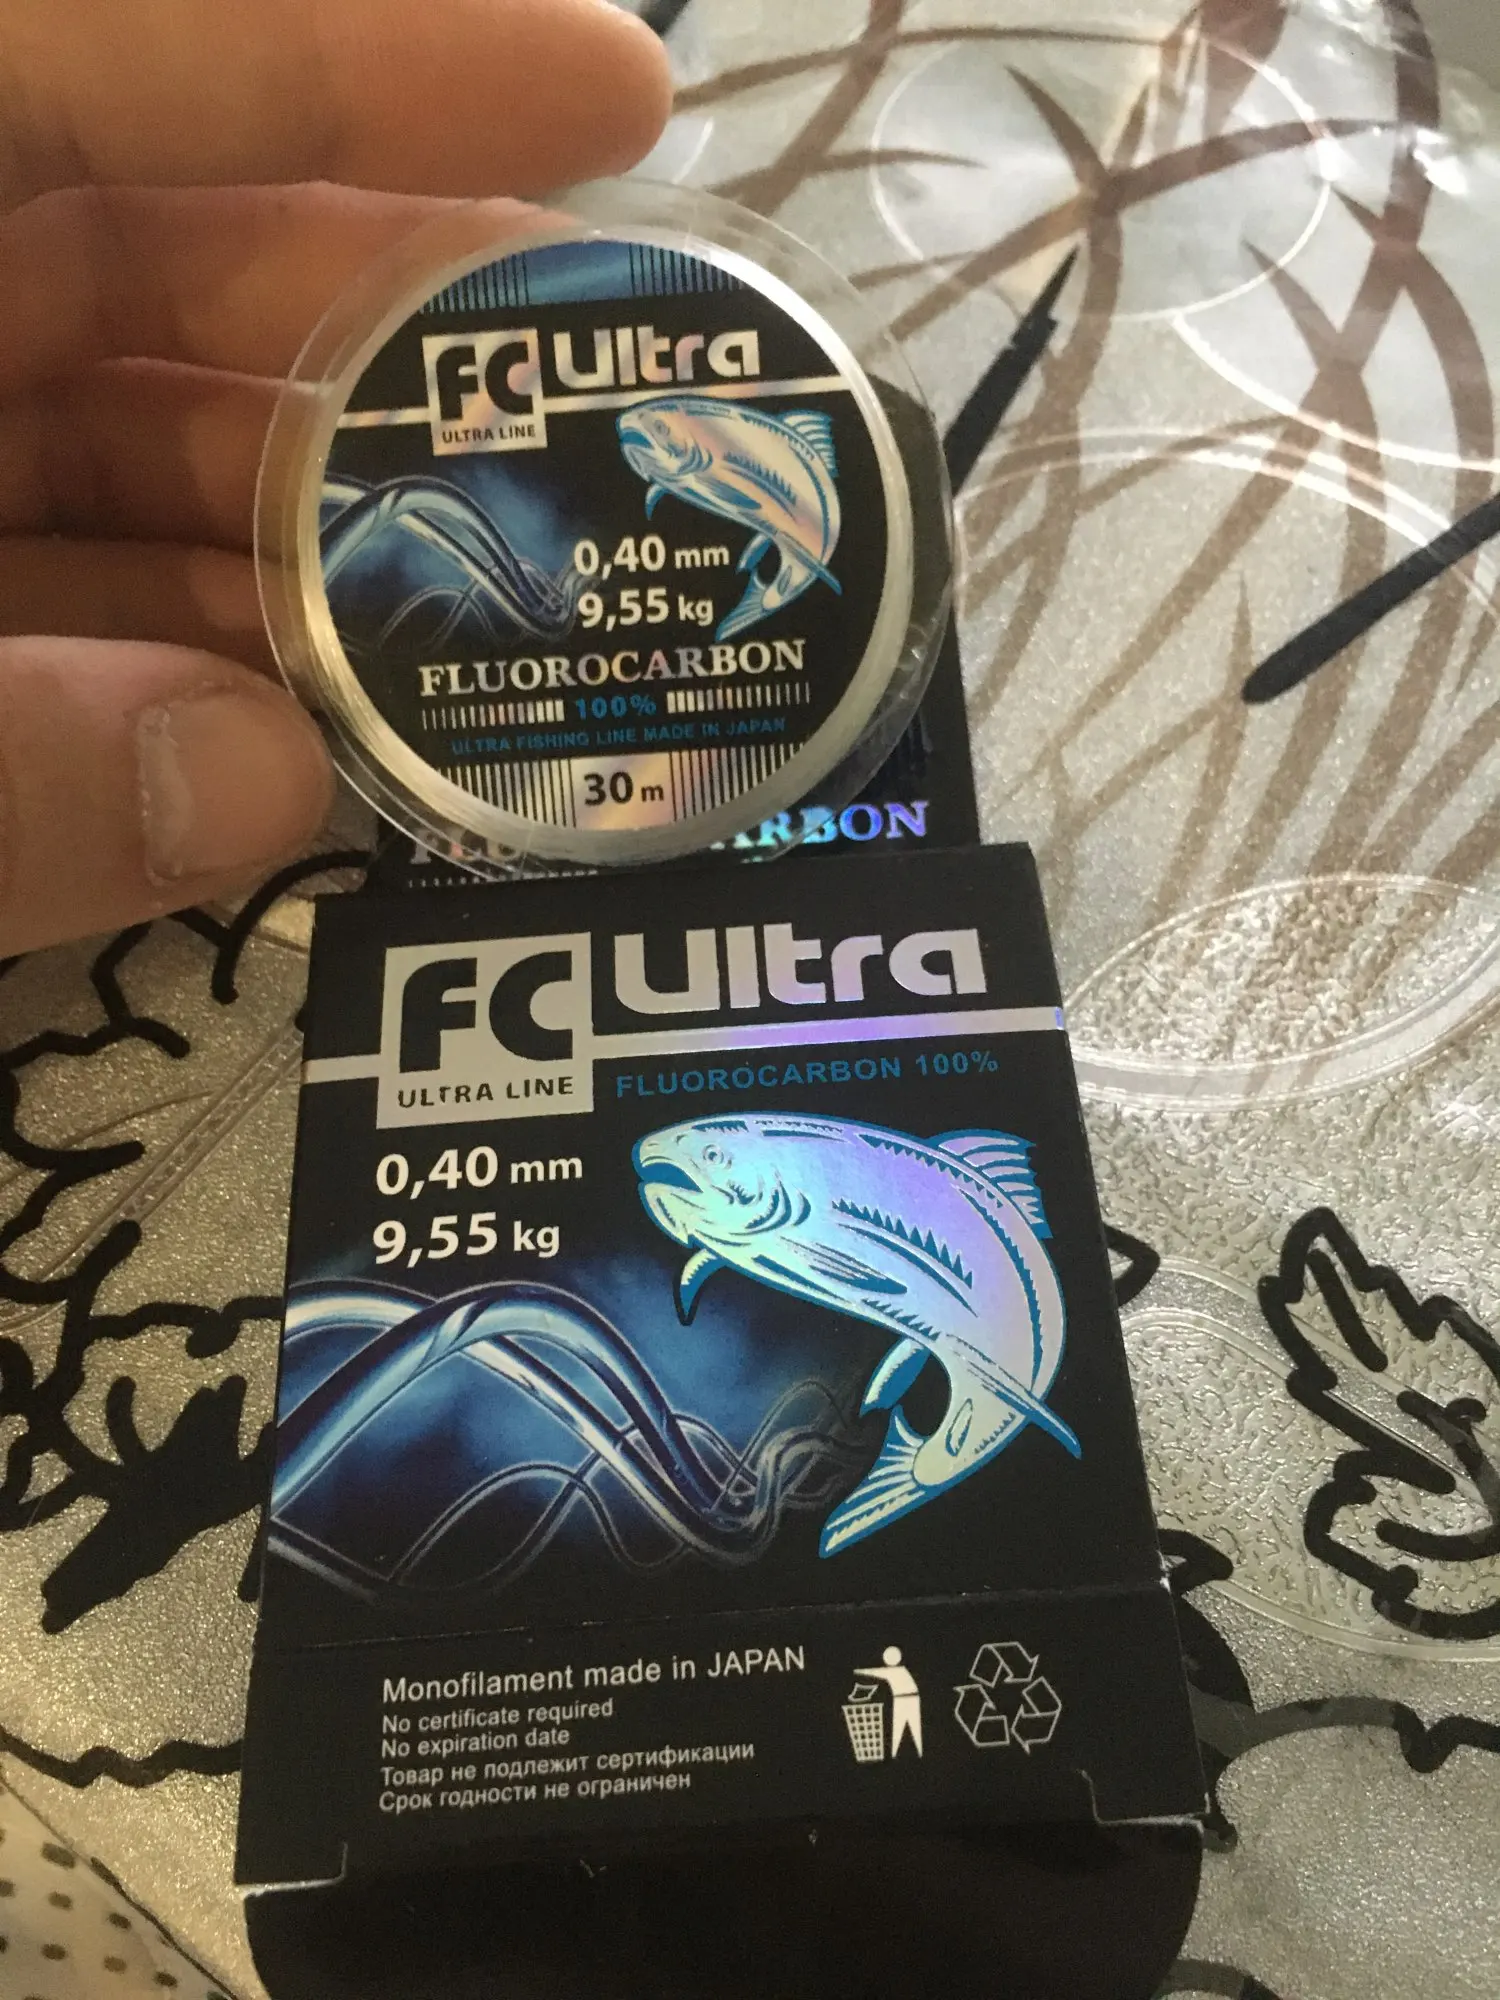 FC Ultra
ULTRA LINE
0,40 mm
9,55 kg
FLUOROCARBON
100%
ULTRA FISHING LINE MADE IN JAPAN
30 m
RBON
FC Ultra
ULTRA LINE
FLUOROCARBON 100%
0,40 mm
9,55 kg
Monofilament made in JAPAN
No certificate required
No expiration date
Товар не подлежит сертификации
Срок годности не ограничен